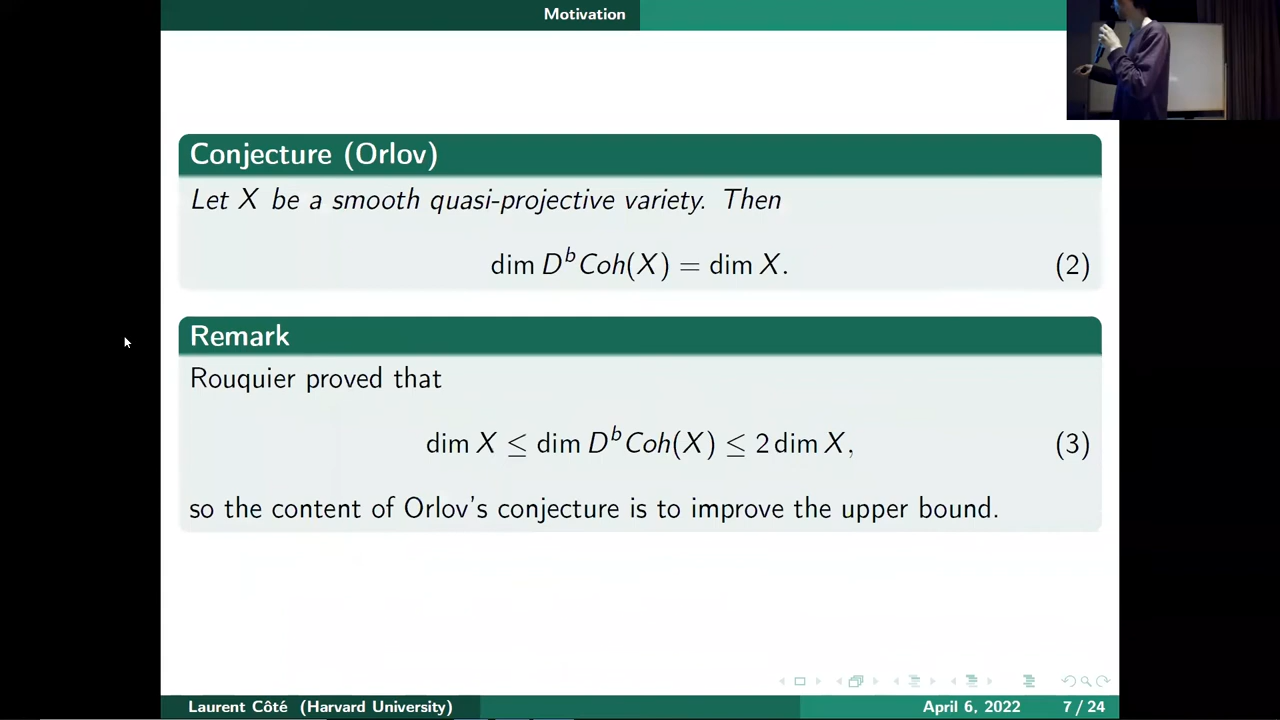 Motivation
Conjecture (Orlov)
Let X be a smooth quasi-projective variety. Then
dim DᵇCoh(X) = dim X. (2)
Remark
Rouquier proved that
dim X ≤ dim DᵇCoh(X) ≤ 2 dim X, (3)
so the content of Orlov's conjecture is to improve the upper bound.
Laurent Côté (Harvard University) April 6, 2022 7 / 24